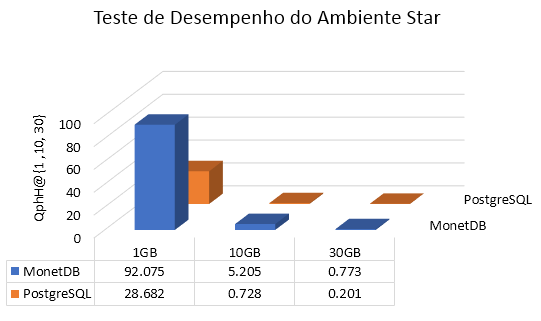 Teste de Desempenho do Ambiente Star
QphH@{1 ,10, 30}
100
80
60
40
20
0
PostgreSQL
MonetDB
1GB 10GB 30GB
MonetDB 92.075 5.205 0.773
PostgreSQL 28.682 0.728 0.201